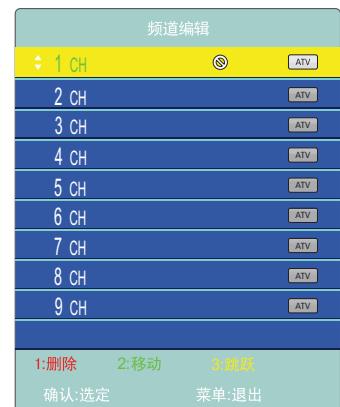 频道编辑
1 CH ATV
2 CH ATV
3 CH ATV
4 CH ATV
5 CH ATV
6 CH ATV
7 CH ATV
8 CH ATV
9 CH ATV
1:删除 2:移动 3:跳跃
确认:选定 菜单:退出